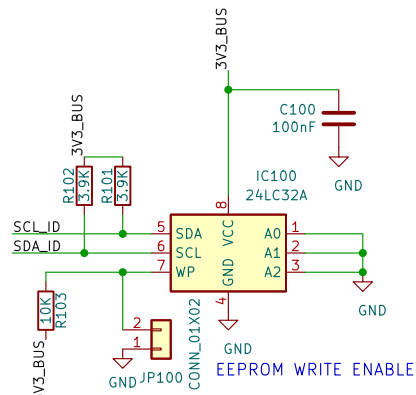 3V3_BUS
3V3_BUS
C100
100nF
GND
R102
3.9K
R101
3.9K
IC100
24LC32A
SCL_ID
SDA_ID
5
6
7
SDA
SCL
WP
8
VCC
GND
4
A0
A1
A2
1
2
3
GND
GND
10K
R103
3V3_BUS
2
1
GND
JP100
CONN_01X02
EEPROM WRITE ENABLE